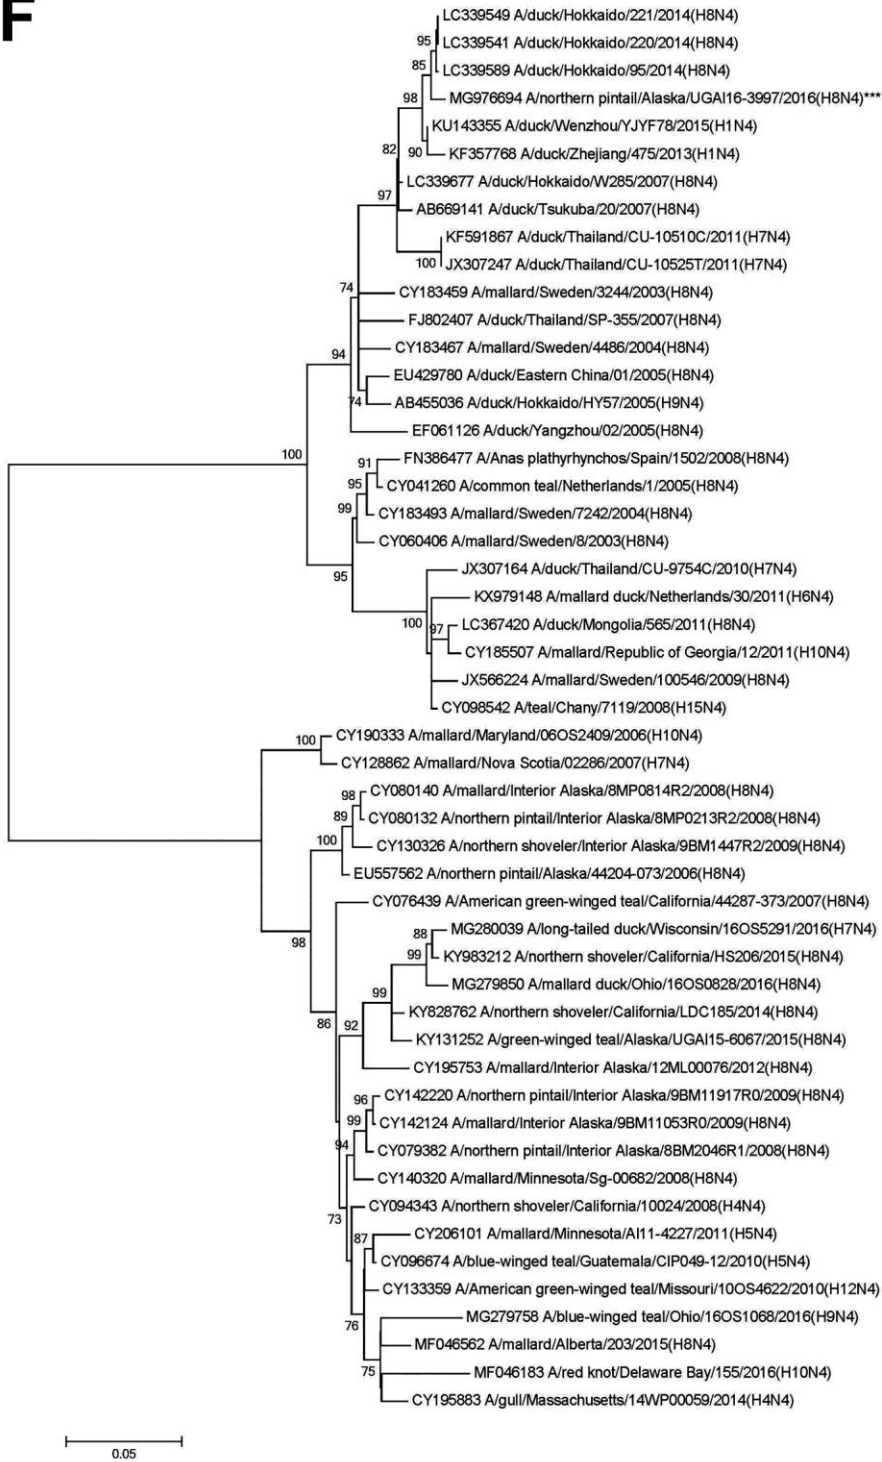 F
LC339549 A/duck/Hokkaido/221/2014(H8N4)
95
LC339541 A/duck/Hokkaido/220/2014(H8N4)
85
LC339589 A/duck/Hokkaido/95/2014(H8N4)
98
MG976694 A/northern pintail/Alaska/UGAI16-3997/2016(H8N4)***
KU143355 A/duck/Wenzhou/YJYF78/2015(H1N4)
82
90
KF357768 A/duck/Zhejiang/475/2013(H1N4)
LC339677 A/duck/Hokkaido/W285/2007(H8N4)
97
AB669141 A/duck/Tsukuba/20/2007(H8N4)
KF591867 A/duck/Thailand/CU-10510C/2011(H7N4)
100
JX307247 A/duck/Thailand/CU-10525T/2011(H7N4)
74
CY183459 A/mallard/Sweden/3244/2003(H8N4)
FJ802407 A/duck/Thailand/SP-355/2007(H8N4)
94
CY183467 A/mallard/Sweden/4486/2004(H8N4)
EU429780 A/duck/Eastern China/01/2005(H8N4)
74
AB455036 A/duck/Hokkaido/HY57/2005(H9N4)
EF061126 A/duck/Yangzhou/02/2005(H8N4)
100
91
FN386477 A/Anas plathyrhynchos/Spain/1502/2008(H8N4)
95
CY041260 A/common teal/Netherlands/1/2005(H8N4)
99
CY183493 A/mallard/Sweden/7242/2004(H8N4)
CY060406 A/mallard/Sweden/8/2003(H8N4)
95
JX307164 A/duck/Thailand/CU-9754C/2010(H7N4)
KX979148 A/mallard duck/Netherlands/30/2011(H6N4)
100
97
LC367420 A/duck/Mongolia/565/2011(H8N4)
CY185507 A/mallard/Republic of Georgia/12/2011(H10N4)
JX566224 A/mallard/Sweden/100546/2009(H8N4)
CY098542 A/teal/Chany/7119/2008(H15N4)
100
CY190333 A/mallard/Maryland/06OS2409/2006(H10N4)
CY128862 A/mallard/Nova Scotia/02286/2007(H7N4)
98
CY080140 A/mallard/Interior Alaska/8MP0814R2/2008(H8N4)
89
CY080132 A/northern pintail/Interior Alaska/8MP0213R2/2008(H8N4)
100
CY130326 A/northern shoveler/Interior Alaska/9BM1447R2/2009(H8N4)
EU557562 A/northern pintail/Alaska/44204-073/2006(H8N4)
CY076439 A/American green-winged teal/California/44287-373/2007(H8N4)
98
88
MG280039 A/long-tailed duck/Wisconsin/16OS5291/2016(H7N4)
99
KY983212 A/northern shoveler/California/HS206/2015(H8N4)
MG279850 A/mallard duck/Ohio/16OS0828/2016(H8N4)
99
KY828762 A/northern shoveler/California/LDC185/2014(H8N4)
86
92
KY131252 A/green-winged teal/Alaska/UGAI15-6067/2015(H8N4)
CY195753 A/mallard/Interior Alaska/12ML00076/2012(H8N4)
96
CY142220 A/northern pintail/Interior Alaska/9BM11917R0/2009(H8N4)
99
CY142124 A/mallard/Interior Alaska/9BM11053R0/2009(H8N4)
94
CY079382 A/northern pintail/Interior Alaska/8BM2046R1/2008(H8N4)
CY140320 A/mallard/Minnesota/Sg-00682/2008(H8N4)
CY094343 A/northern shoveler/California/10024/2008(H4N4)
73
87
CY206101 A/mallard/Minnesota/AI11-4227/2011(H5N4)
CY096674 A/blue-winged teal/Guatemala/CIP049-12/2010(H5N4)
CY133359 A/American green-winged teal/Missouri/10OS4622/2010(H12N4)
76
MG279758 A/blue-winged teal/Ohio/16OS1068/2016(H9N4)
MF046562 A/mallard/Alberta/203/2015(H8N4)
75
MF046183 A/red knot/Delaware Bay/155/2016(H10N4)
CY195883 A/gull/Massachusetts/14WP00059/2014(H4N4)
0.05